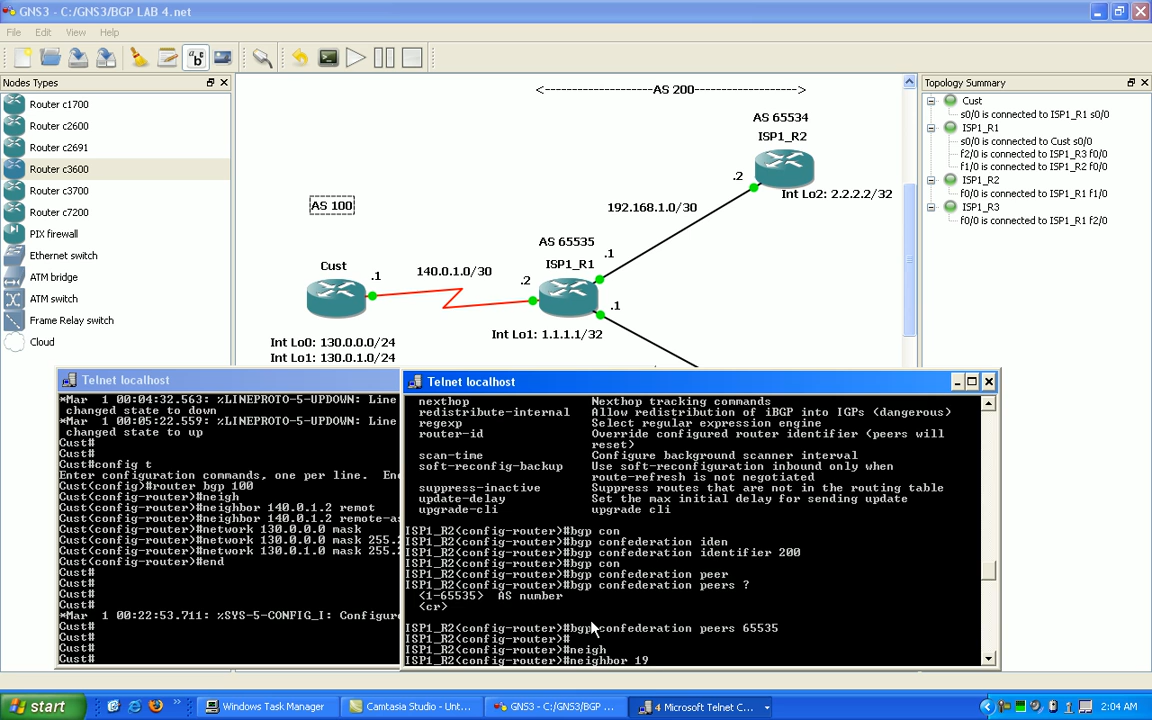 GNS3 - C:/GNS3/BGP LAB 4.net
File Edit View Help
Nodes Types
Router c1700
Router c2600
Router c2691
Router c3600
Router c3700
Router c7200
PIX firewall
Ethernet switch
ATM bridge
ATM switch
Frame Relay switch
Cloud
<--------------------AS 200-------------------->
AS 65534
ISP1_R2
.2
Int Lo2: 2.2.2.2/32
192.168.1.0/30
AS 100
AS 65535
ISP1_R1
.1
Cust
.1
140.0.1.0/30
.2
.1
Int Lo1: 1.1.1.1/32
Int Lo0: 130.0.0.0/24
Int Lo1: 130.0.1.0/24
Topology Summary
Cust
s0/0 is connected to ISP1_R1 s0/0
ISP1_R1
s0/0 is connected to Cust s0/0
f2/0 is connected to ISP1_R3 f0/0
f1/0 is connected to ISP1_R2 f0/0
ISP1_R2
f0/0 is connected to ISP1_R1 f1/0
ISP1_R3
f0/0 is connected to ISP1_R1 f2/0
Telnet localhost
*Mar  1 00:04:32.563: %LINEPROTO-5-UPDOWN: Line
changed state to down
*Mar  1 00:05:22.559: %LINEPROTO-5-UPDOWN: Line
changed state to up
Cust#
Cust#
Cust#config t
Enter configuration commands, one per line.  En
Cust(config)#router bgp 100
Cust(config-router)#neigh
Cust(config-router)#neighbor 140.0.1.2 remot
Cust(config-router)#neighbor 140.0.1.2 remote-a
Cust(config-router)#network 130.0.0.0 mask
Cust(config-router)#network 130.0.0.0 mask 255.
Cust(config-router)#network 130.0.1.0 mask 255.
Cust(config-router)#end
Cust#
Cust#
Cust#
Cust#
*Mar  1 00:22:53.711: %SYS-5-CONFIG_I: Configure
Cust#
Cust#
Cust#
Cust#
Telnet localhost
nexthop Nexthop tracking commands
redistribute-internal Allow redistribution of iBGP into IGPs (dangerous)
regexp Select regular expression engine
router-id Override configured router identifier (peers will
reset)
scan-time Configure background scanner interval
soft-reconfig-backup Use soft-reconfiguration inbound only when
route-refresh is not negotiated
suppress-inactive Suppress routes that are not in the routing table
update-delay Set the max initial delay for sending update
upgrade-cli upgrade cli
ISP1_R2(config-router)#bgp con
ISP1_R2(config-router)#bgp confederation iden
ISP1_R2(config-router)#bgp confederation identifier 200
ISP1_R2(config-router)#bgp con
ISP1_R2(config-router)#bgp confederation peer
ISP1_R2(config-router)#bgp confederation peers ?
<1-65535>  AS number
<cr>
ISP1_R2(config-router)#bgp confederation peers 65535
ISP1_R2(config-router)#
ISP1_R2(config-router)#neigh
ISP1_R2(config-router)#neighbor 19
start
Windows Task Manager
Camtasia Studio - Unt...
GNS3 - C:/GNS3/BGP ...
4 Microsoft Telnet C...
2:04 AM